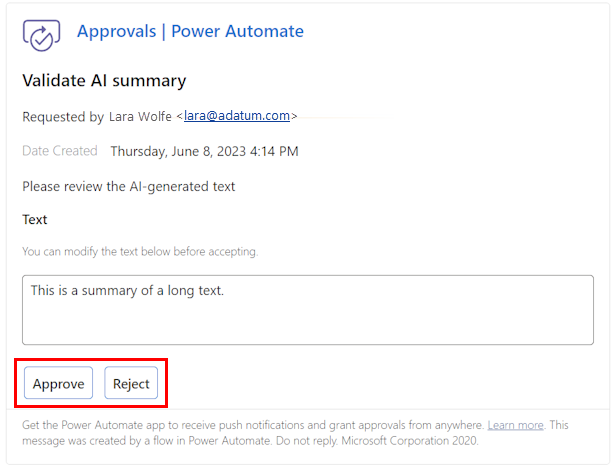 Approvals | Power Automate
Validate AI summary
Requested by Lara Wolfe <lara@adatum.com>
Date Created Thursday, June 8, 2023 4:14 PM
Please review the AI-generated text
Text
You can modify the text below before accepting.
This is a summary of a long text.
Approve Reject
Get the Power Automate app to receive push notifications and grant approvals from anywhere. Learn more. This
message was created by a flow in Power Automate. Do not reply. Microsoft Corporation 2020.